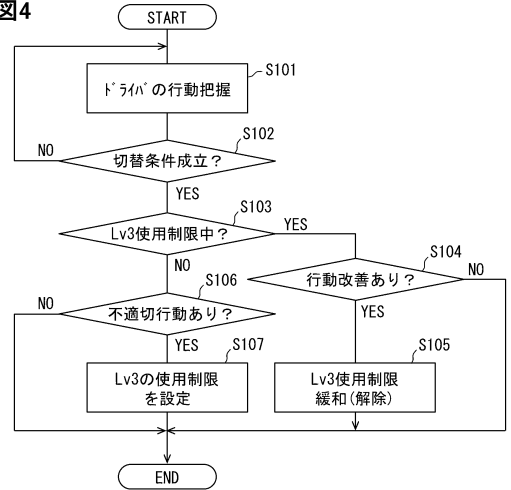 図4
START
ﾄﾞﾗｲﾊﾞの行動把握
S101
切替条件成立？
S102
NO
YES
Lv3使用制限中？
S103
YES
NO
行動改善あり？
S104
NO
YES
不適切行動あり？
S106
NO
YES
Lv3の使用制限
を設定
S107
Lv3使用制限
緩和(解除)
S105
END